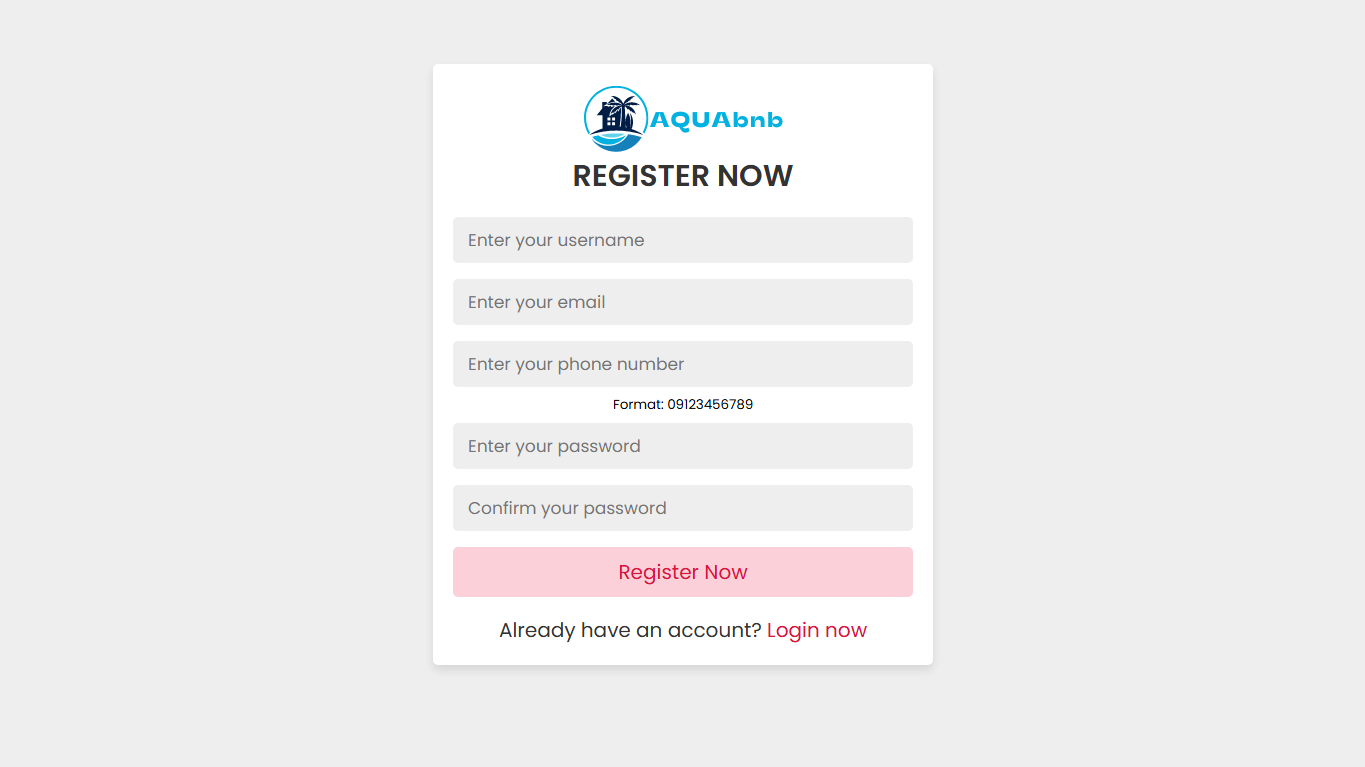 AQUAbnb
REGISTER NOW
Enter your username
Enter your email
Enter your phone number
Format: 09123456789
Enter your password
Confirm your password
Register Now
Already have an account? Login now